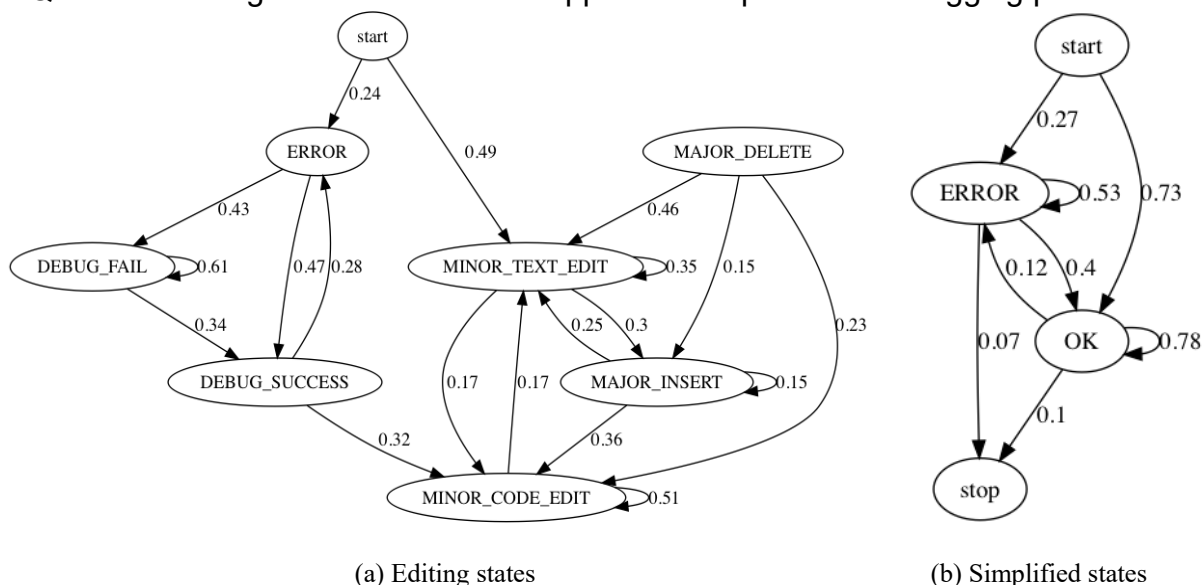 start
start
0.24
0.27
0.49
ERROR
MAJOR_DELETE
ERROR
0.53
0.73
0.43
0.46
DEBUG_FAIL
0.61
0.47
0.28
MINOR_TEXT_EDIT
0.35
0.15
0.12
0.4
0.34
0.25
0.3
0.23
0.07
OK
0.78
DEBUG_SUCCESS
0.17
0.17
MAJOR_INSERT
0.15
0.1
0.32
0.36
MINOR_CODE_EDIT
0.51
stop
(a) Editing states
(b) Simplified states